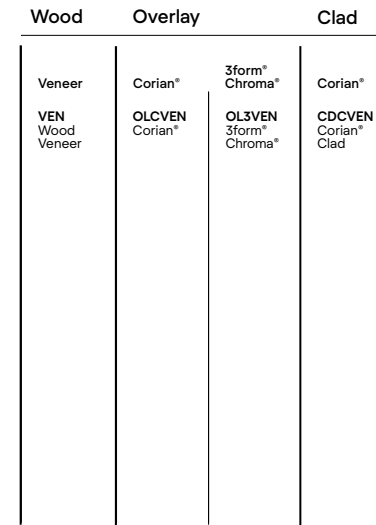 Wood Overlay Clad
Veneer Corian® 3form® Chroma® Corian®
VEN
Wood
Veneer
OLCVEN
Corian®
OL3VEN
3form®
Chroma®
CDCVEN
Corian®
Clad